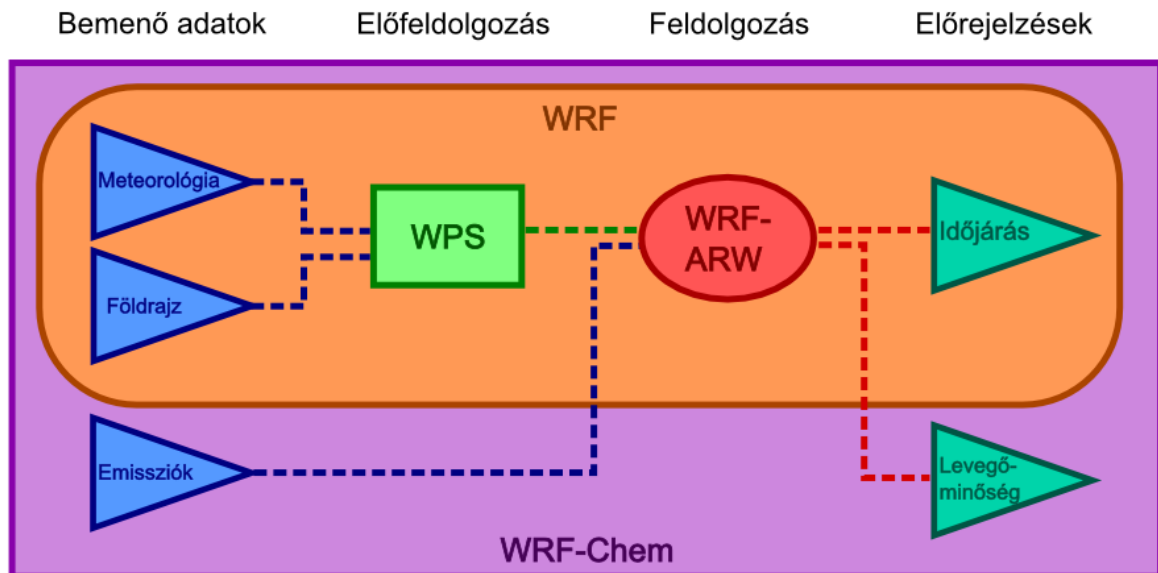 Bemenő adatok Előfeldolgozás Feldolgozás Előrejelzések
WRF
Meteorológia
Földrajz
Emissziók
WPS
WRF-
ARW
Időjárás
Levegő-
minőség
WRF-Chem